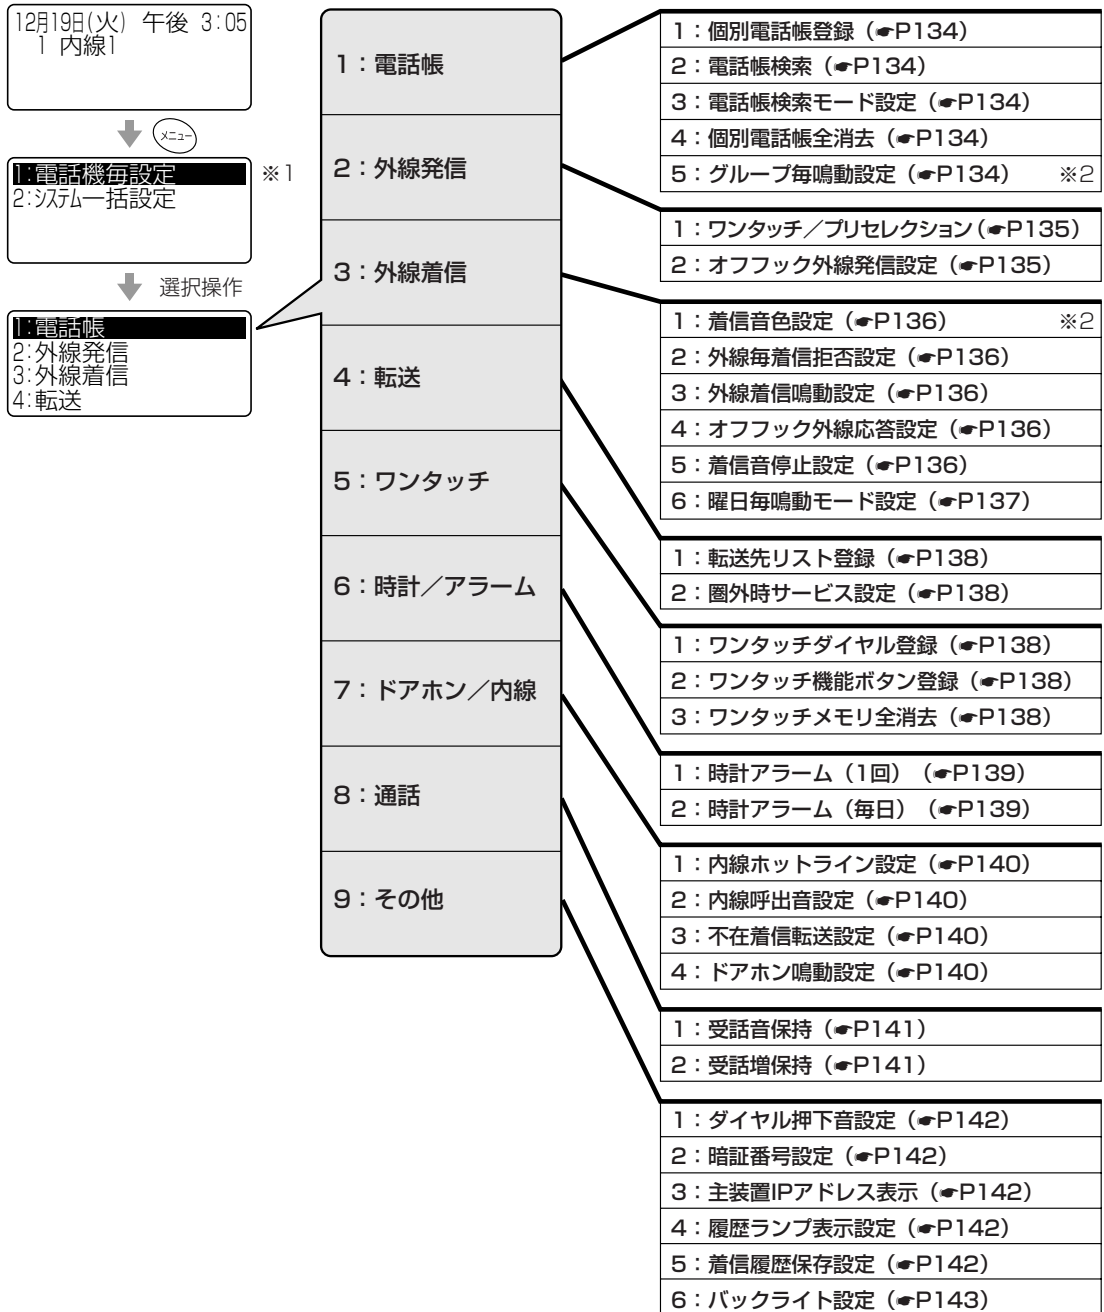 12月19日(火) 午後 3:05
1 内線1
メニュー
1:電話機毎設定 ※1
2:システム一括設定
選択操作
1:電話帳
2:外線発信
3:外線着信
4:転送
1：電話帳
2：外線発信
3：外線着信
4：転送
5：ワンタッチ
6：時計／アラーム
7：ドアホン／内線
8：通話
9：その他
1：個別電話帳登録（☛P134）
2：電話帳検索（☛P134）
3：電話帳検索モード設定（☛P134）
4：個別電話帳全消去（☛P134）
5：グループ毎鳴動設定（☛P134） ※2
1：ワンタッチ／プリセレクション（☛P135）
2：オフフック外線発信設定（☛P135）
1：着信音色設定（☛P136） ※2
2：外線毎着信拒否設定（☛P136）
3：外線着信鳴動設定（☛P136）
4：オフフック外線応答設定（☛P136）
5：着信音停止設定（☛P136）
6：曜日毎鳴動モード設定（☛P137）
1：転送先リスト登録（☛P138）
2：圏外時サービス設定（☛P138）
1：ワンタッチダイヤル登録（☛P138）
2：ワンタッチ機能ボタン登録（☛P138）
3：ワンタッチメモリ全消去（☛P138）
1：時計アラーム（1回）（☛P139）
2：時計アラーム（毎日）（☛P139）
1：内線ホットライン設定（☛P140）
2：内線呼出音設定（☛P140）
3：不在着信転送設定（☛P140）
4：ドアホン鳴動設定（☛P140）
1：受話音保持（☛P141）
2：受話増保持（☛P141）
1：ダイヤル押下音設定（☛P142）
2：暗証番号設定（☛P142）
3：主装置IPアドレス表示（☛P142）
4：履歴ランプ表示設定（☛P142）
5：着信履歴保存設定（☛P142）
6：バックライト設定（☛P143）